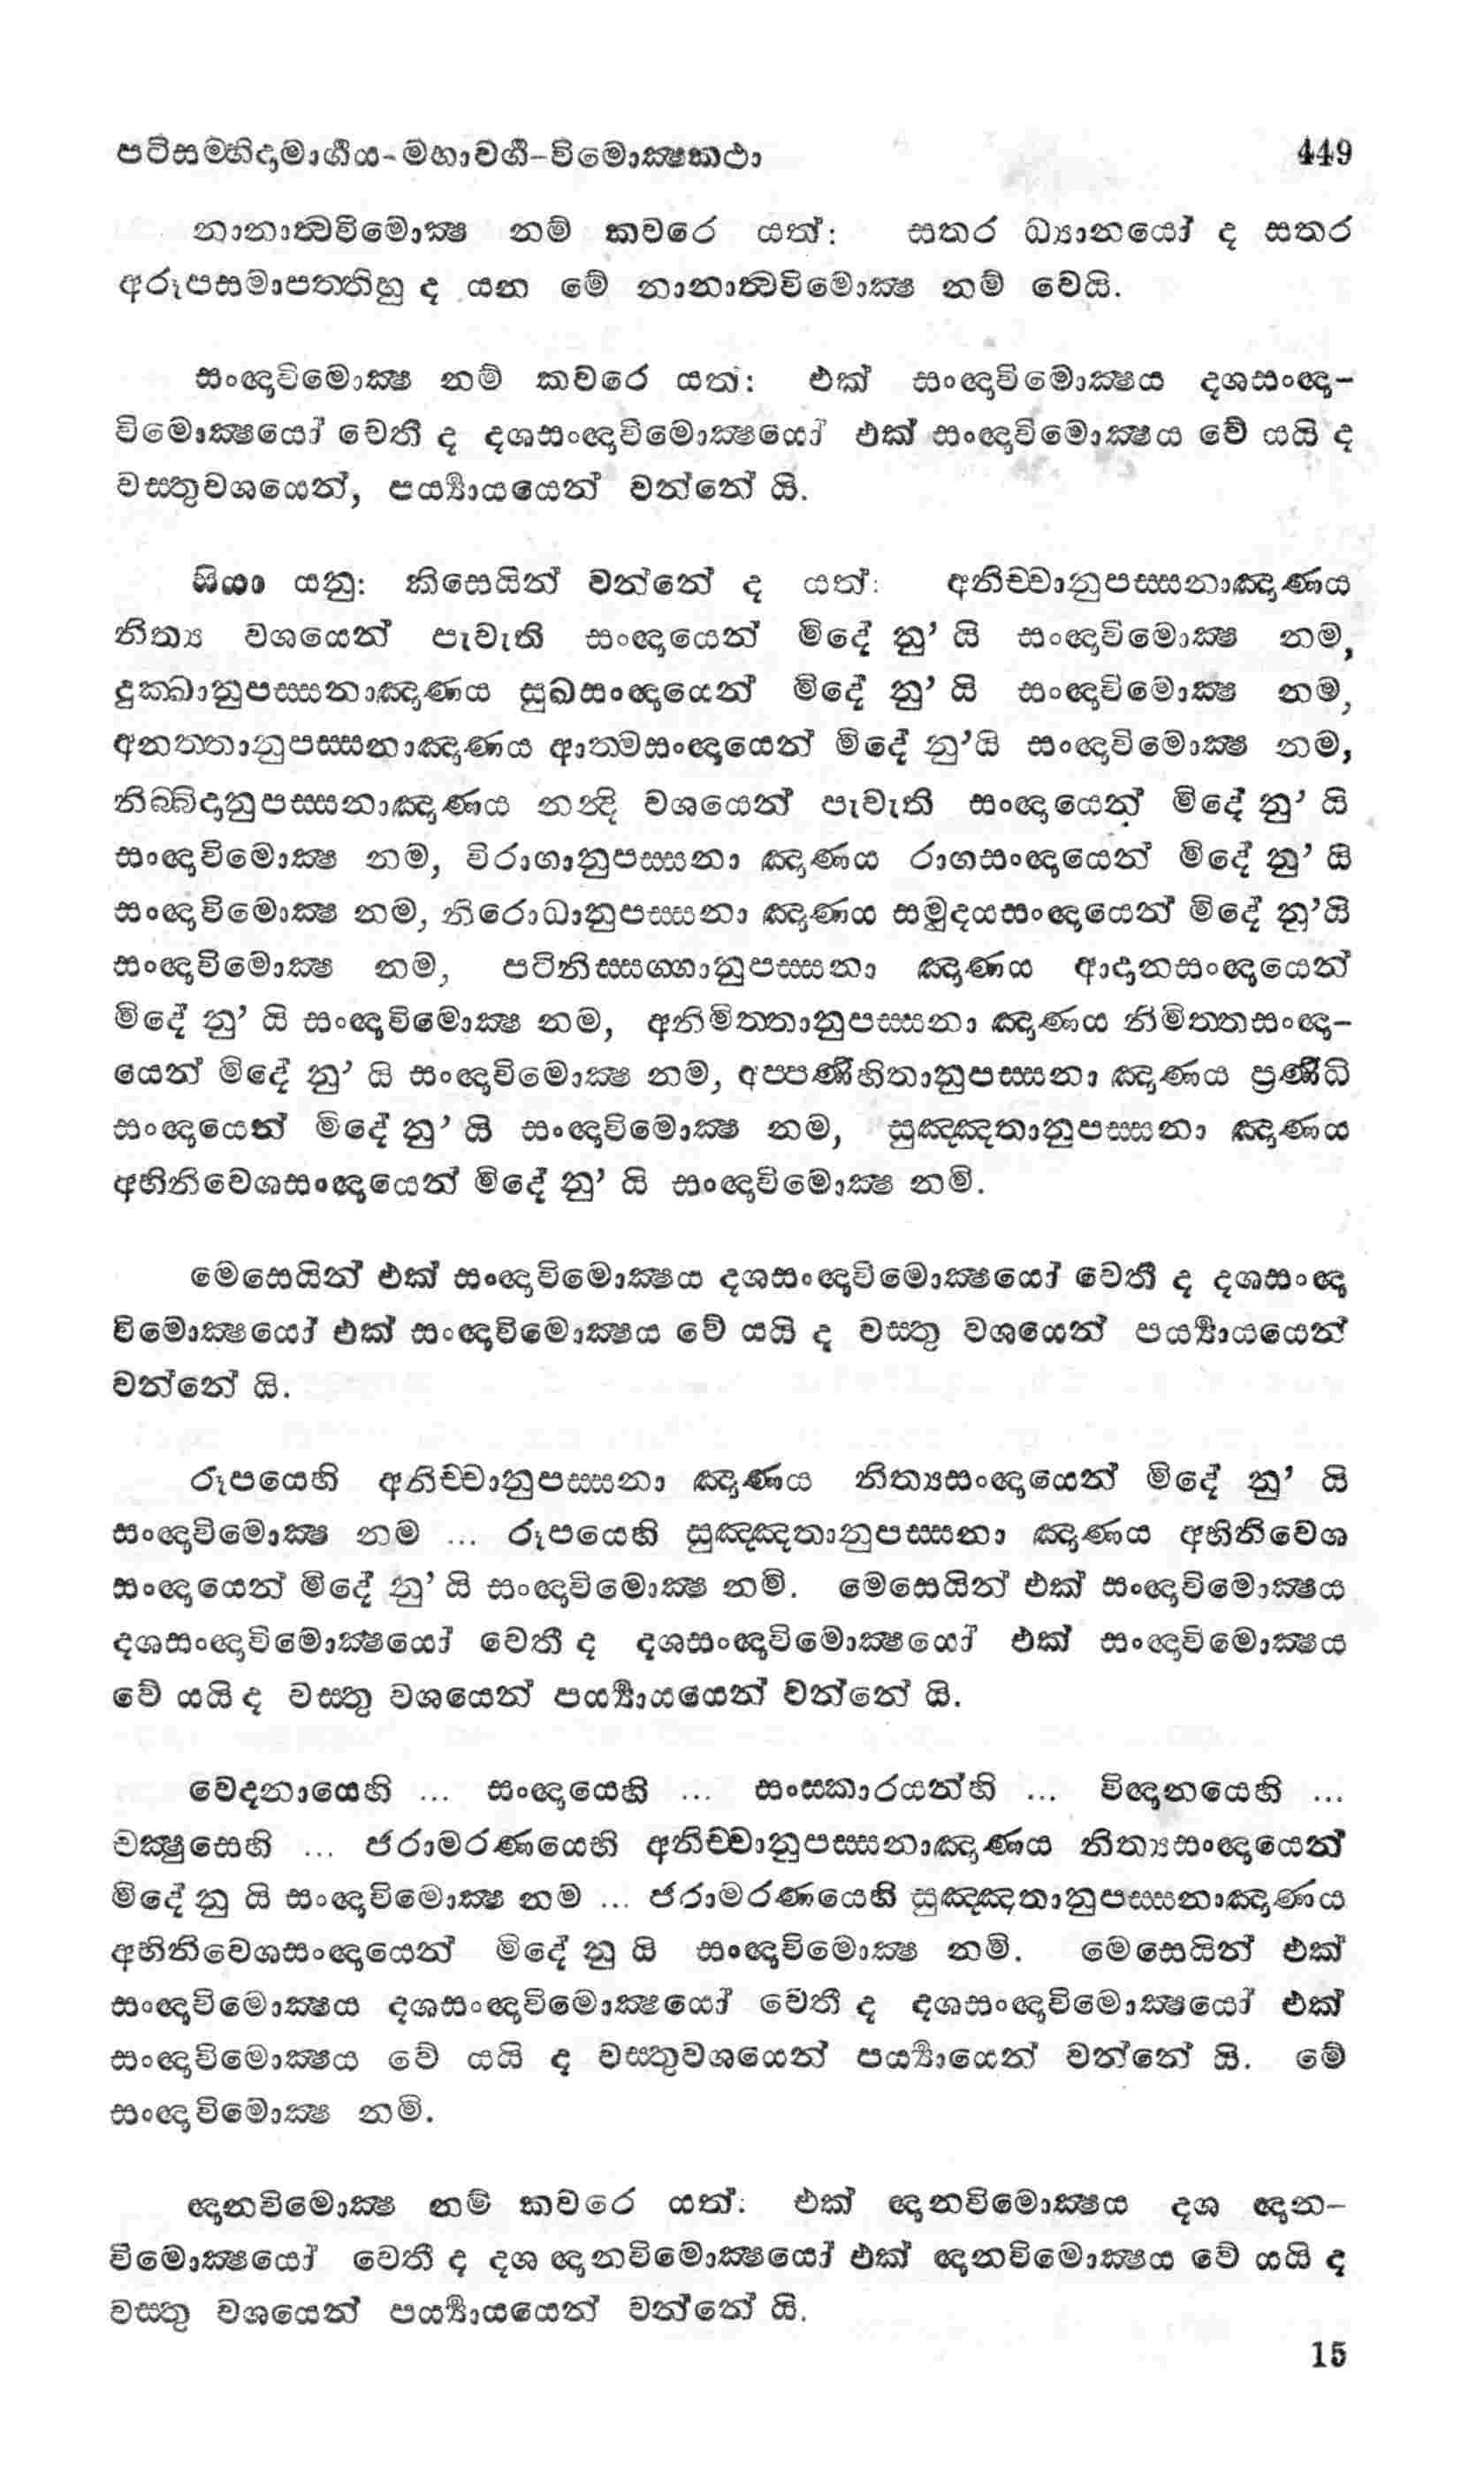 පටිසම්භිදාමාර්ගය-මහාවර්ග-විමොක්ෂකථා 449
නානාත්වවිමොක්ෂ නම් කවරේ යත්: සතර ධ්‍යානයෝ ද සතර
අරූපසමාපත්තිහු ද යන මේ නානාත්වවිමොක්ෂ නම් වෙයි.
සංඥාවිමොක්ෂ නම් කවරේ යත්: එක් සංඥාවිමොක්ෂය දශසංඥා-
විමොක්ෂයෝ වෙතී ද දශසංඥාවිමොක්ෂයෝ එක් සංඥාවිමොක්ෂය වේ යයි ද
වස්තුවශයෙන්, පර්‍ය්‍යායයෙන් වන්නේ යි.
සියා යනු: කිසෙයින් වන්නේ ද යත්: අනිච්චානුපස්සනාඤාණය
නිත්‍ය වශයෙන් පැවැති සංඥායෙන් මිදේ නු' යි සංඥාවිමොක්ෂ නම,
දුක්ඛානුපස්සනාඤාණය සුඛසංඥායෙන් මිදේ නු' යි සංඥාවිමොක්ෂ නම,
අනත්තානුපස්සනාඤාණය ආත්මසංඥායෙන් මිදේ නු'යි සංඥාවිමොක්ෂ නම,
නිබ්බිදානුපස්සනාඤාණය නන්දි වශයෙන් පැවැති සංඥායෙන් මිදේ නු' යි
සංඥාවිමොක්ෂ නම, විරාගානුපස්සනා ඤාණය රාගසංඥායෙන් මිදේ නු' යි
සංඥාවිමොක්ෂ නම, නිරොධානුපස්සනා ඤාණය සමුදයසංඥායෙන් මිදේ නු'යි
සංඥාවිමොක්ෂ නම, පටිනිස්සග්ගානුපස්සනා ඤාණය ආදානසංඥායෙන්
මිදේ නු' යි සංඥාවිමොක්ෂ නම, අනිමිත්තානුපස්සනා ඤාණය නිමිත්තසංඥා-
යෙන් මිදේ නු' යි සංඥාවිමොක්ෂ නම, අප්පණිහිතානුපස්සනා ඤාණය ප්‍රණිධි
සංඥායෙන් මිදේ නු' යි සංඥාවිමොක්ෂ නම, සුඤ්ඤතානුපස්සනා ඤාණය
අභිනිවෙශසංඥායෙන් මිදේ නු' යි සංඥාවිමොක්ෂ නමි.
මෙසෙයින් එක් සංඥාවිමොක්ෂය දශසංඥාවිමොක්ෂයෝ වෙතී ද දශසංඥා
විමොක්ෂයෝ එක් සංඥාවිමොක්ෂය වේ යයි ද වස්තු වශයෙන් පර්‍ය්‍යායයෙන්
වන්නේ යි.
රූපයෙහි අනිච්චානුපස්සනා ඤාණය නිත්‍යසංඥායෙන් මිදේ නු' යි
සංඥාවිමොක්ෂ නම ... රූපයෙහි සුඤ්ඤතානුපස්සනා ඤාණය අභිනිවෙශ
සංඥායෙන් මිදේ නු' යි සංඥාවිමොක්ෂ නමි. මෙසෙයින් එක් සංඥාවිමොක්ෂය
දශසංඥාවිමොක්ෂයෝ වෙතී ද දශසංඥාවිමොක්ෂයෝ එක් සංඥාවිමොක්ෂය
වේ යයි ද වස්තු වශයෙන් පර්‍ය්‍යායයෙන් වන්නේ යි.
වෙදනායෙහි ... සංඥායෙහි ... සංස්කාරයන්හි ... විඥානයෙහි ...
චක්ෂුසෙහි ... ජරාමරණයෙහි අනිච්චානුපස්සනාඤාණය නිත්‍යසංඥායෙන්
මිදේ නු යි සංඥාවිමොක්ෂ නම ... ජරාමරණයෙහි සුඤ්ඤතානුපස්සනාඤාණය
අභිනිවෙශසංඥායෙන් මිදේ නු යි සංඥාවිමොක්ෂ නමි. මෙසෙයින් එක්
සංඥාවිමොක්ෂය දශසංඥාවිමොක්ෂයෝ වෙතී ද දශසංඥාවිමොක්ෂයෝ එක්
සංඥාවිමොක්ෂය වේ යයි ද වස්තුවශයෙන් පර්‍ය්‍යායෙන් වන්නේ යි. මේ
සංඥාවිමොක්ෂ නමි.
ඥානවිමොක්ෂ නම් කවරේ යත්: එක් ඥානවිමොක්ෂය දශ ඥාන-
විමොක්ෂයෝ වෙතී ද දශ ඥානවිමොක්ෂයෝ එක් ඥානවිමොක්ෂය වේ යයි ද
වස්තු වශයෙන් පර්‍ය්‍යායයෙන් වන්නේ යි.
15